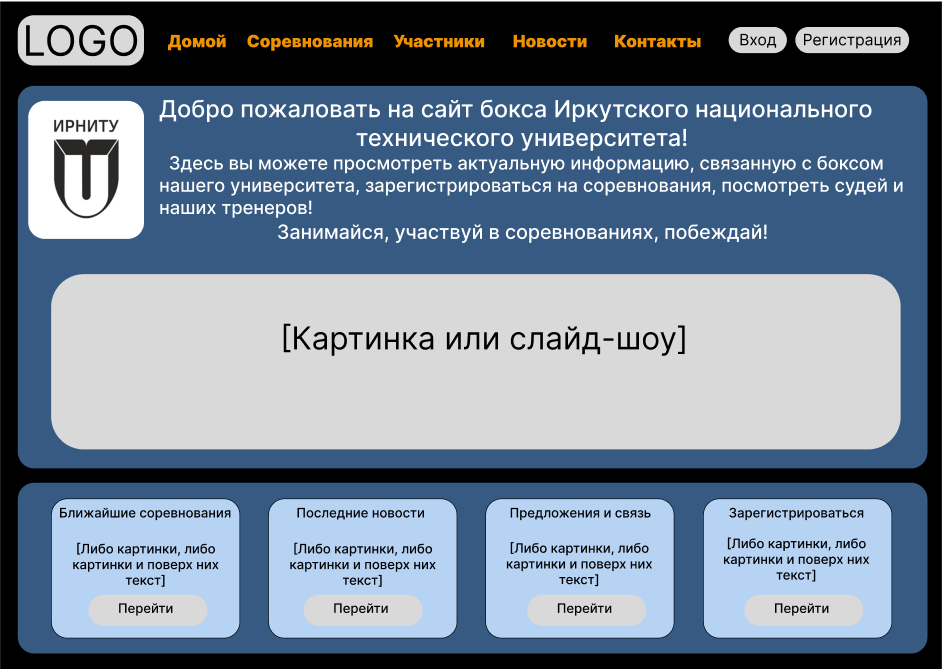 LOGO
Домой Соревнования Участники Новости Контакты Вход Регистрация
ИРНИТУ
Добро пожаловать на сайт бокса Иркутского национального
технического университета!
Здесь вы можете просмотреть актуальную информацию, связанную с боксом
нашего университета, зарегистрироваться на соревнования, посмотреть судей и
наших тренеров!
Занимайся, участвуй в соревнованиях, побеждай!
[Картинка или слайд-шоу]
Ближайшие соревнования
[Либо картинки, либо
картинки и поверх них
текст]
Перейти
Последние новости
[Либо картинки, либо
картинки и поверх них
текст]
Перейти
Предложения и связь
[Либо картинки, либо
картинки и поверх них
текст]
Перейти
Зарегистрироваться
[Либо картинки, либо
картинки и поверх них
текст]
Перейти